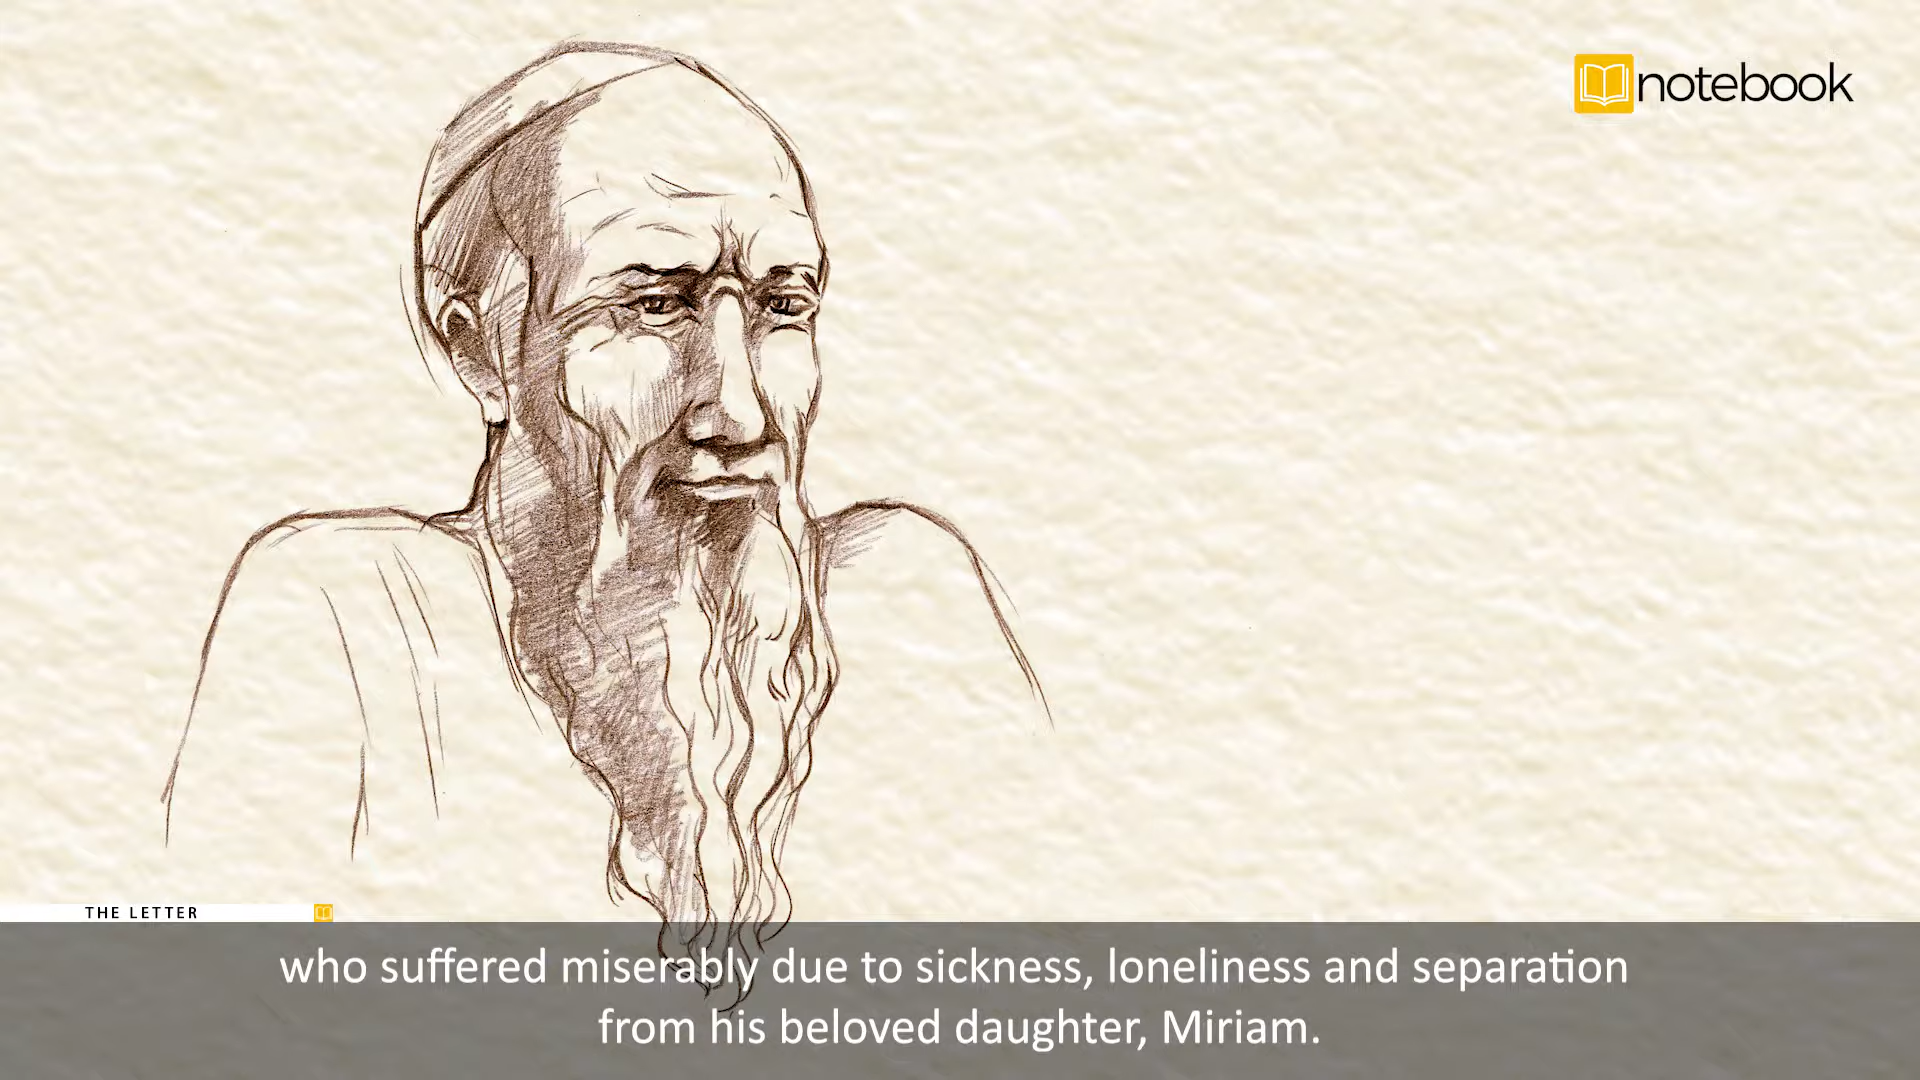 notebook
THE LETTER
who suffered miserably due to sickness, loneliness and separation
from his beloved daughter, Miriam.